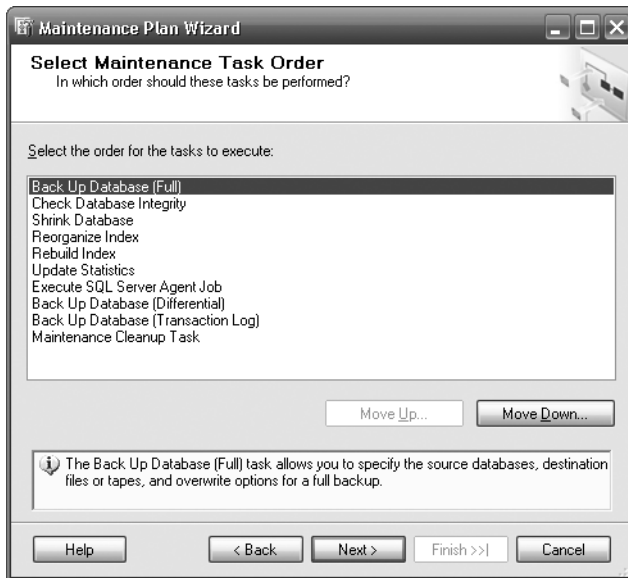 Maintenance Plan Wizard
Select Maintenance Task Order
In which order should these tasks be performed?
Select the order for the tasks to execute:
Back Up Database (Full)
Check Database Integrity
Shrink Database
Reorganize Index
Rebuild Index
Update Statistics
Execute SQL Server Agent Job
Back Up Database (Differential)
Back Up Database (Transaction Log)
Maintenance Cleanup Task
Move Up...
Move Down...
The Back Up Database (Full) task allows you to specify the source databases, destination
files or tapes, and overwrite options for a full backup.
Help
< Back
Next >
Finish >>|
Cancel